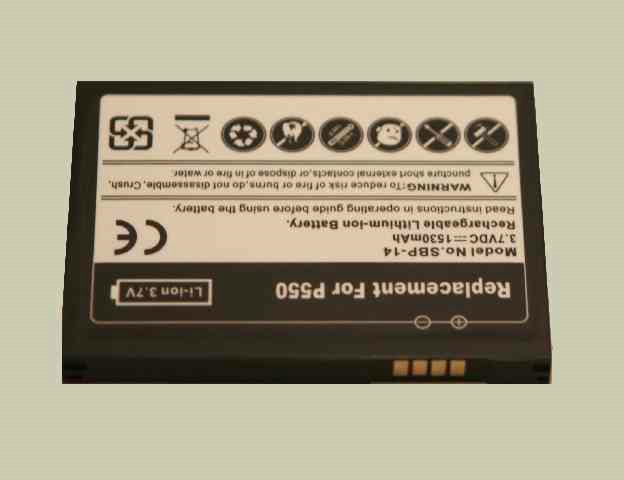 Replacement For P550
Li-ion 3.7V
Model No.SBP-14
3.7VDC⎓1530mAh
Rechargeable Lithium-ion Battery.
Read instructions in operating guide before using the battery.
WARNING:To reduce risk of fire or burns,do not disassemble, Crush,
puncture short external contacts,or dispose of in fire or water.
CE